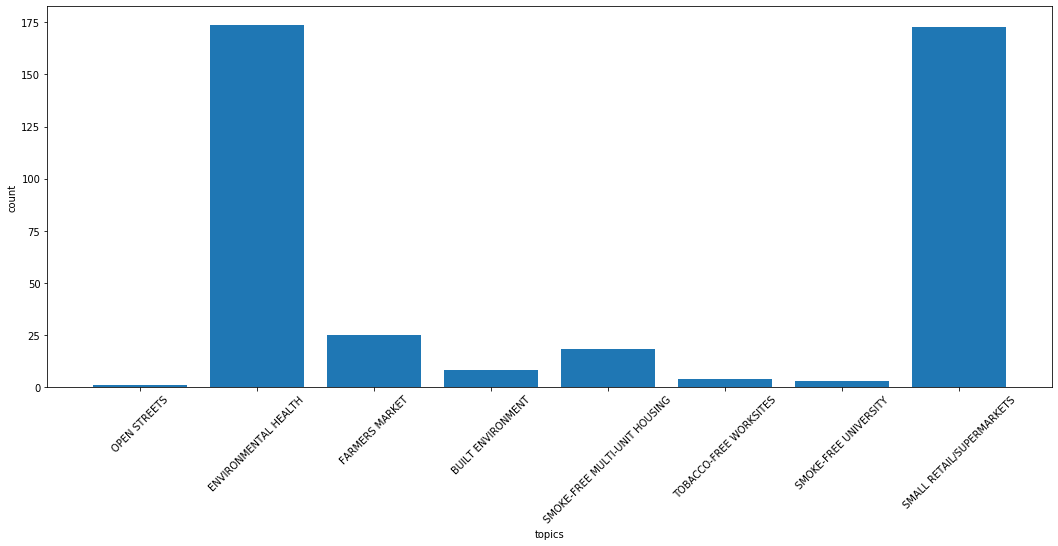 175
150
125
100
75
50
25
0
count
OPEN STREETS
ENVIRONMENTAL HEALTH
FARMERS MARKET
BUILT ENVIRONMENT
SMOKE-FREE MULTI-UNIT HOUSING
TOBACCO-FREE WORKSITES
SMOKE-FREE UNIVERSITY
SMALL RETAIL/SUPERMARKETS
topics